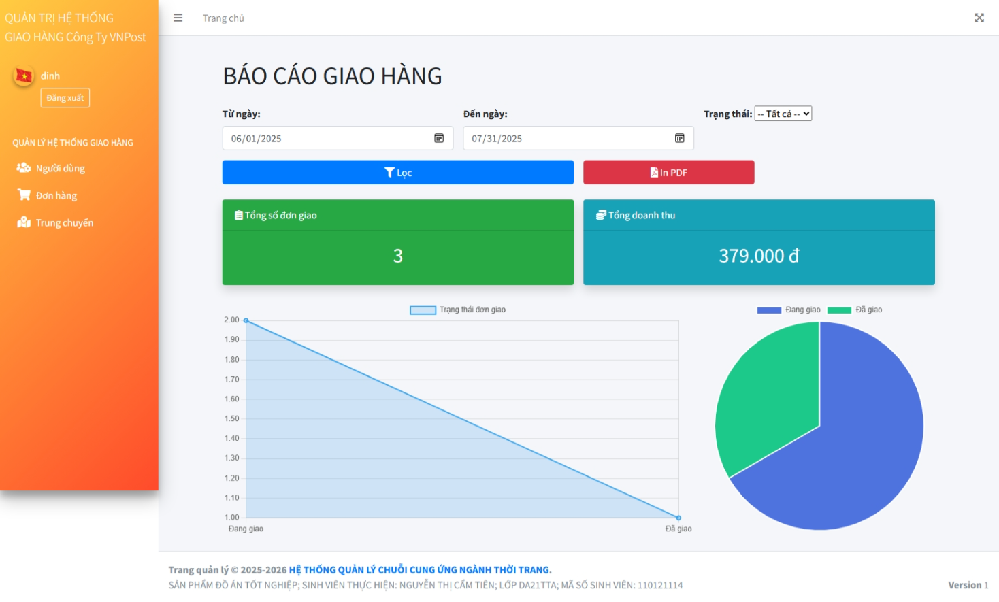 QUẢN TRỊ HỆ THỐNG
GIAO HÀNG Công Ty VNPost
dinh
Đăng xuất
QUẢN LÝ HỆ THỐNG GIAO HÀNG
Người dùng
Đơn hàng
Trung chuyển
Trang chủ
BÁO CÁO GIAO HÀNG
Từ ngày:
Đến ngày:
Trạng thái: -- Tất cả --
06/01/2025
07/31/2025
Lọc
In PDF
Tổng số đơn giao
3
Tổng doanh thu
379.000 đ
Trạng thái đơn giao
2.00
1.90
1.80
1.70
1.60
1.50
1.40
1.30
1.20
1.10
1.00
Đang giao
Đã giao
Đang giao
Đã giao
Trang quản lý © 2025-2026 HỆ THỐNG QUẢN LÝ CHUỖI CUNG ỨNG NGÀNH THỜI TRANG.
SẢN PHẨM ĐỒ ÁN TỐT NGHIỆP; SINH VIÊN THỰC HIỆN: NGUYỄN THỊ CẨM TIÊN; LỚP DA21TTA; MÃ SỐ SINH VIÊN: 110121114
Version 1